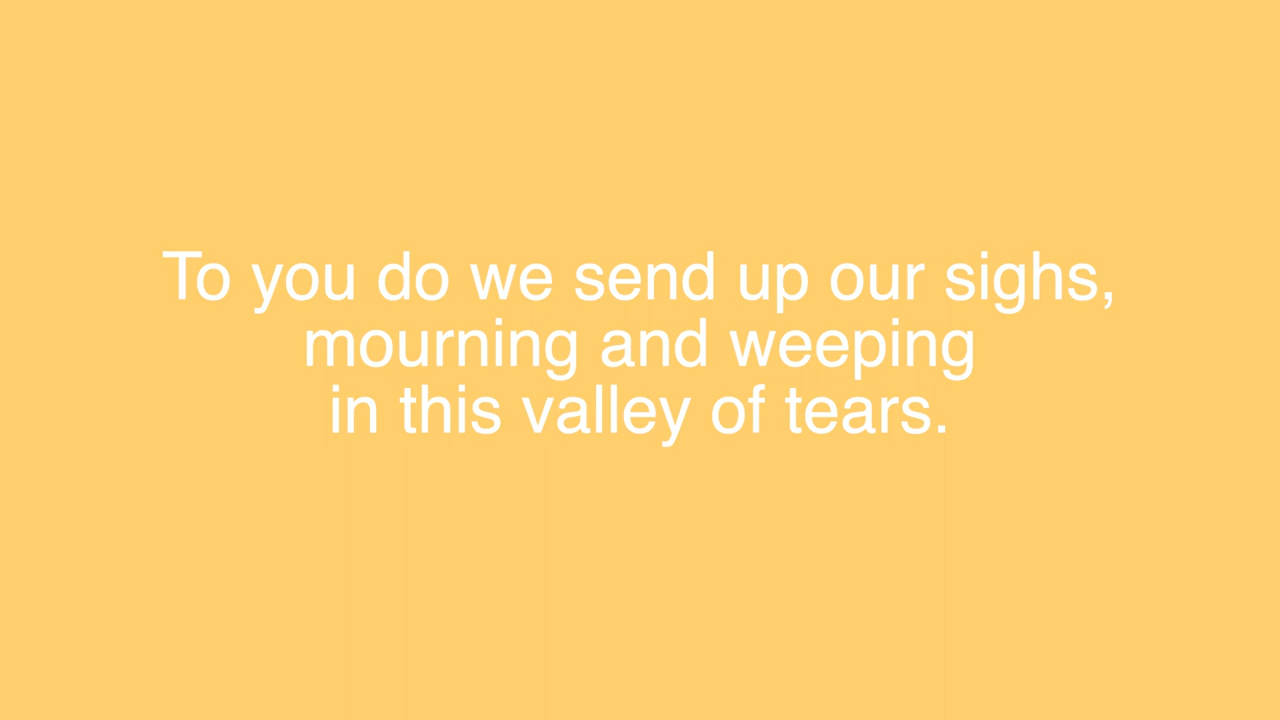 To you do we send up our sighs,
mourning and weeping
in this valley of tears.